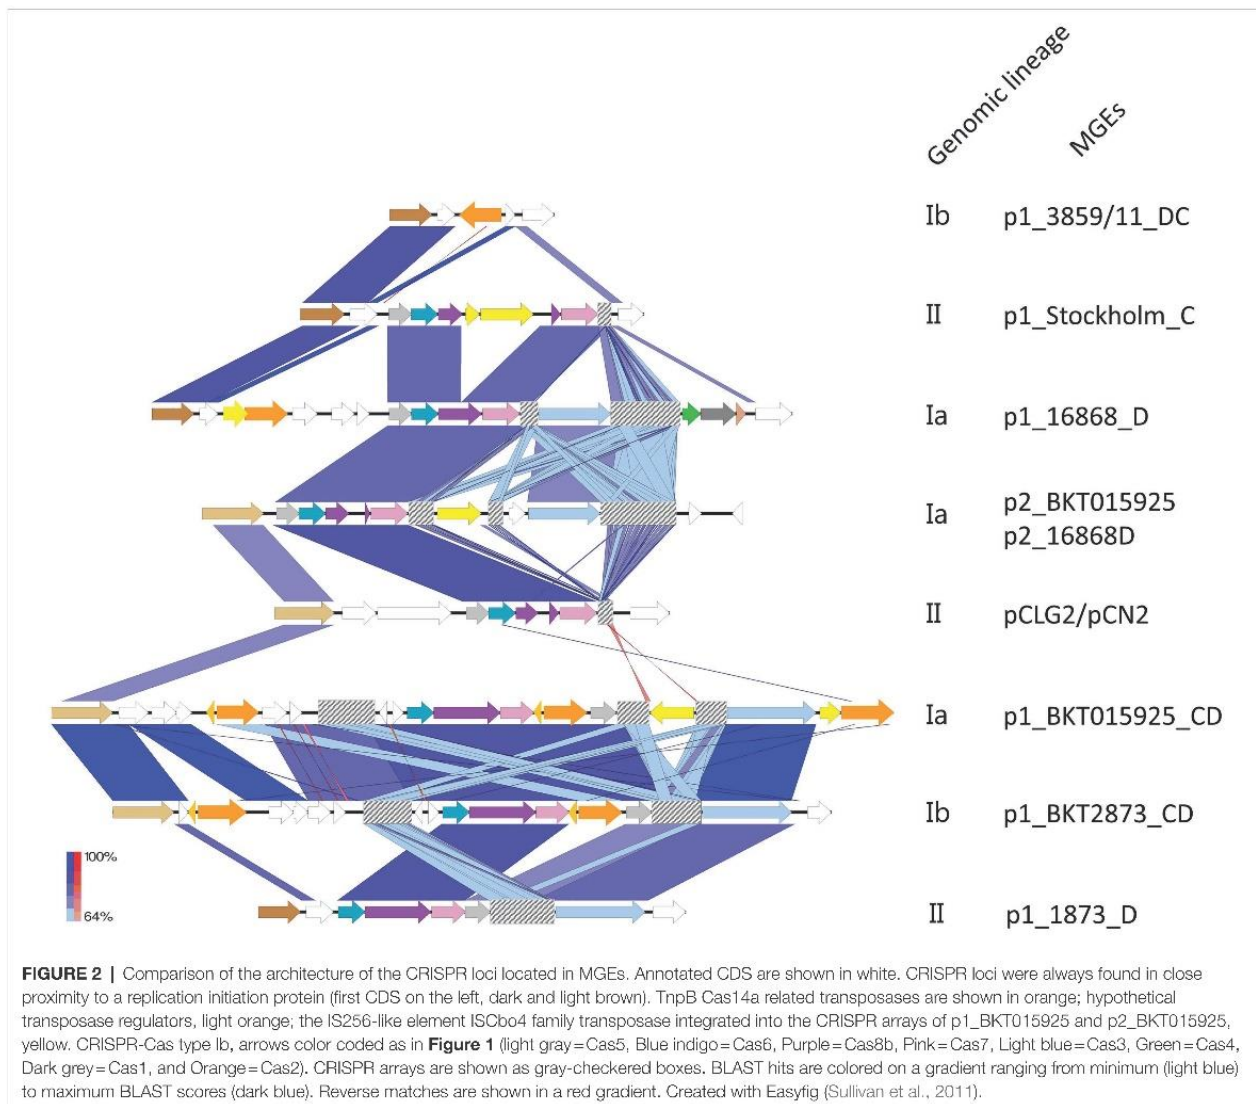 Genomic lineage
MGEs
Ib p1_3859/11_DC
II p1_Stockholm_C
Ia p1_16868_D
Ia p2_BKT015925
p2_16868D
II pCLG2/pCN2
Ia p1_BKT015925_CD
Ib p1_BKT2873_CD
II p1_1873_D
100%
64%
FIGURE 2 | Comparison of the architecture of the CRISPR loci located in MGEs. Annotated CDS are shown in white. CRISPR loci were always found in close
proximity to a replication initiation protein (first CDS on the left, dark and light brown). TnpB Cas14a related transposases are shown in orange; hypothetical
transposase regulators, light orange; the IS256-like element ISCbo4 family transposase integrated into the CRISPR arrays of p1_BKT015925 and p2_BKT015925,
yellow. CRISPR-Cas type Ib, arrows color coded as in Figure 1 (light gray=Cas5, Blue indigo=Cas6, Purple=Cas8b, Pink=Cas7, Light blue=Cas3, Green=Cas4,
Dark grey=Cas1, and Orange=Cas2). CRISPR arrays are shown as gray-checkered boxes. BLAST hits are colored on a gradient ranging from minimum (light blue)
to maximum BLAST scores (dark blue). Reverse matches are shown in a red gradient. Created with Easyfig (Sullivan et al., 2011).